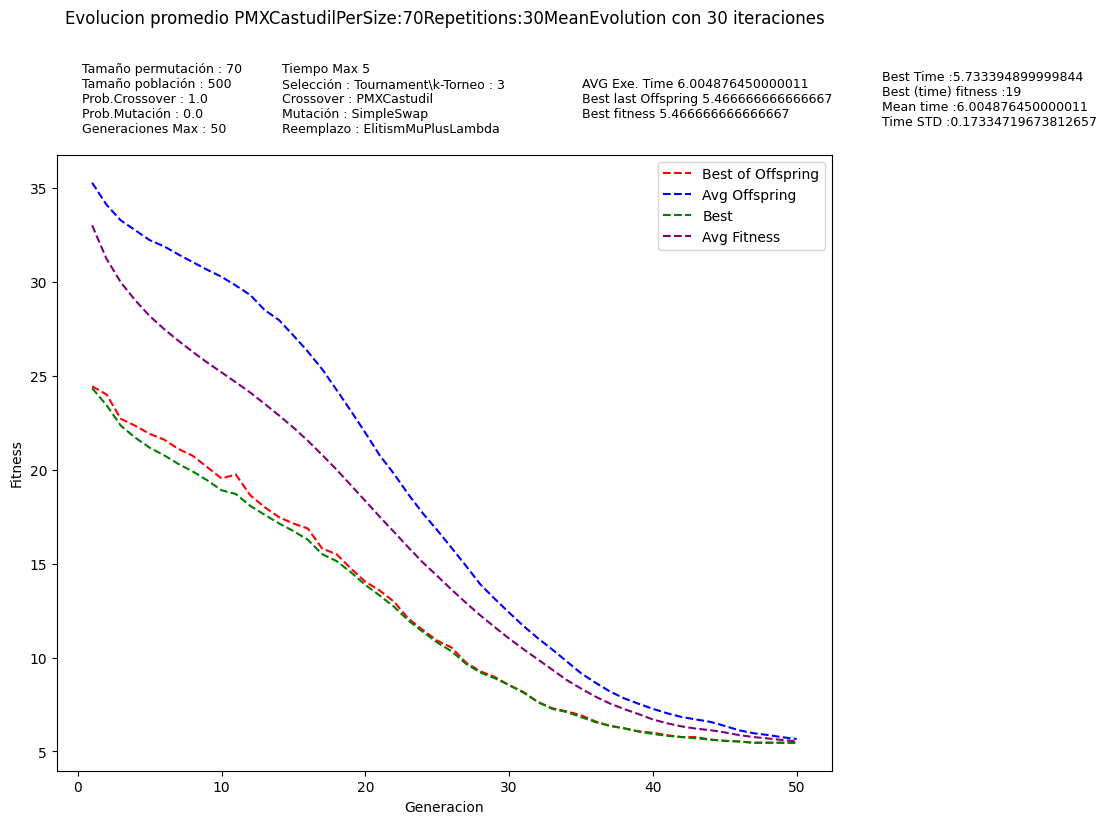 Evolucion promedio PMXCastudilPerSize:70Repetitions:30MeanEvolution con 30 iteraciones
Tamaño permutación : 70
Tamaño población : 500
Prob.Crossover : 1.0
Prob.Mutación : 0.0
Generaciones Max : 50
Tiempo Max 5
Selección : Tournament\k-Torneo : 3
Crossover : PMXCastudil
Mutación : SimpleSwap
Reemplazo : ElitismMuPlusLambda
AVG Exe. Time 6.004876450000011
Best last Offspring 5.466666666666667
Best fitness 5.466666666666667
Best Time :5.733394899999844
Best (time) fitness :19
Mean time :6.004876450000011
Time STD :0.17334719673812657
Best of Offspring
Avg Offspring
Best
Avg Fitness
Fitness
35
30
25
20
15
10
5
0
10
20
30
40
50
Generacion